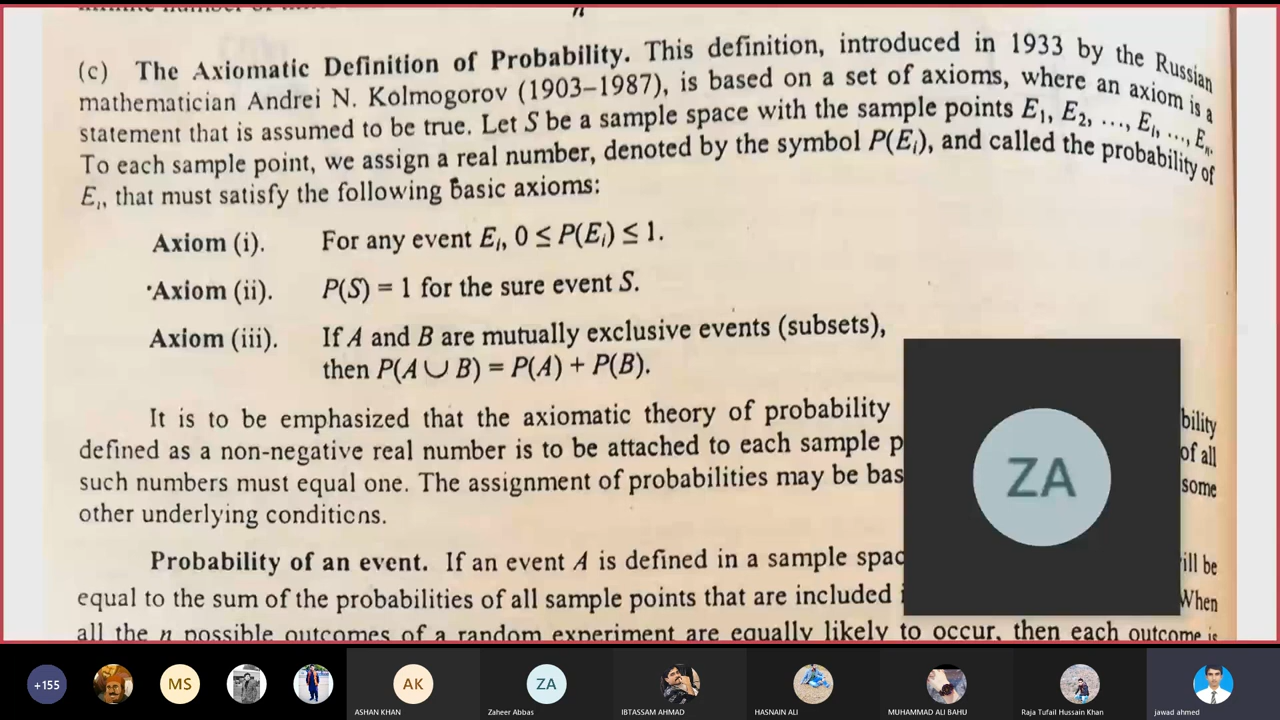 n
(c) The Axiomatic Definition of Probability. This definition, introduced in 1933 by the Russian
mathematician Andrei N. Kolmogorov (1903–1987), is based on a set of axioms, where an axiom is a
statement that is assumed to be true. Let S be a sample space with the sample points E₁, E₂, ..., Eᵢ, ..., Eₙ.
To each sample point, we assign a real number, denoted by the symbol P(Eᵢ), and called the probability of
Eᵢ, that must satisfy the following basic axioms:
Axiom (i). For any event Eᵢ, 0 ≤ P(Eᵢ) ≤ 1.
Axiom (ii). P(S) = 1 for the sure event S.
Axiom (iii). If A and B are mutually exclusive events (subsets),
then P(A ∪ B) = P(A) + P(B).
It is to be emphasized that the axiomatic theory of probability bility
defined as a non-negative real number is to be attached to each sample p of all
such numbers must equal one. The assignment of probabilities may be bas some
other underlying conditions.
Probability of an event. If an event A is defined in a sample spac ill be
equal to the sum of the probabilities of all sample points that are included When
all the n possible outcomes of a random experiment are equally likely to occur, then each outcome is
ZA
+155
MS
AK
ZA
ASHAN KHAN
Zaheer Abbas
IBTASSAM AHMAD
HASNAIN ALI
MUHAMMAD ALI BAHU
Raja Tufail Hussain Khan
jawad ahmed